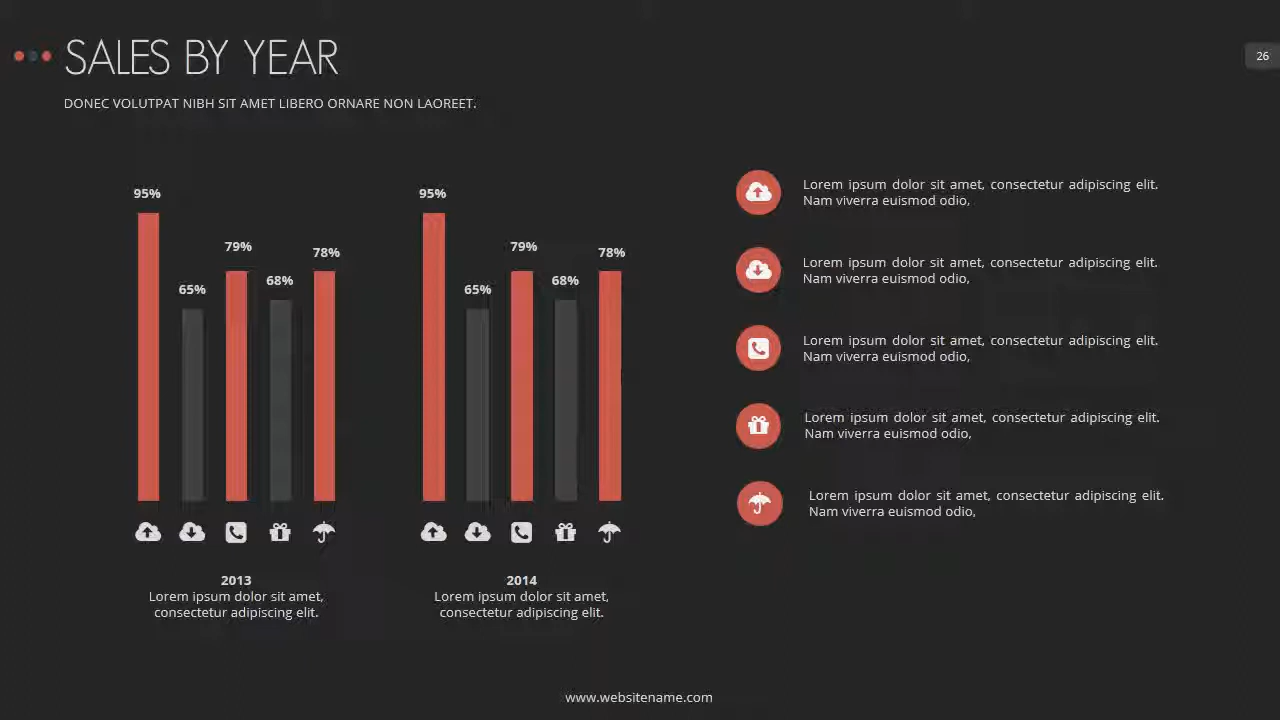 SALES BY YEAR
26
DONEC VOLUTPAT NIBH SIT AMET LIBERO ORNARE NON LAOREET.
95%
65%
79%
68%
78%
2013
Lorem ipsum dolor sit amet,
consectetur adipiscing elit.
95%
65%
79%
68%
78%
2014
Lorem ipsum dolor sit amet,
consectetur adipiscing elit.
Lorem ipsum dolor sit amet, consectetur adipiscing elit.
Nam viverra euismod odio,
Lorem ipsum dolor sit amet, consectetur adipiscing elit.
Nam viverra euismod odio,
Lorem ipsum dolor sit amet, consectetur adipiscing elit.
Nam viverra euismod odio,
Lorem ipsum dolor sit amet, consectetur adipiscing elit.
Nam viverra euismod odio,
Lorem ipsum dolor sit amet, consectetur adipiscing elit.
Nam viverra euismod odio,
www.websitename.com